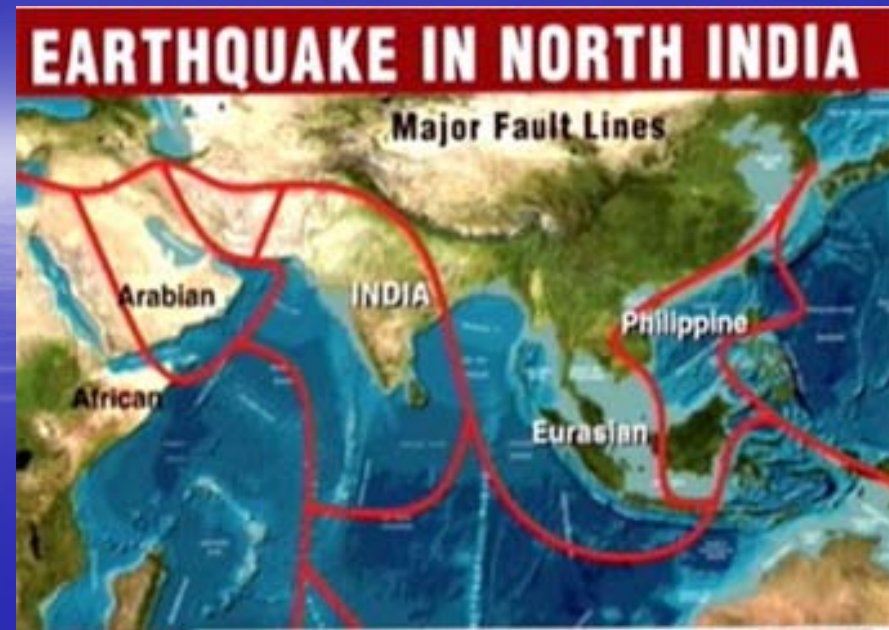 EARTHQUAKE IN NORTH INDIA
Major Fault Lines
Arabian
INDIA
Philippine
African
Eurasian